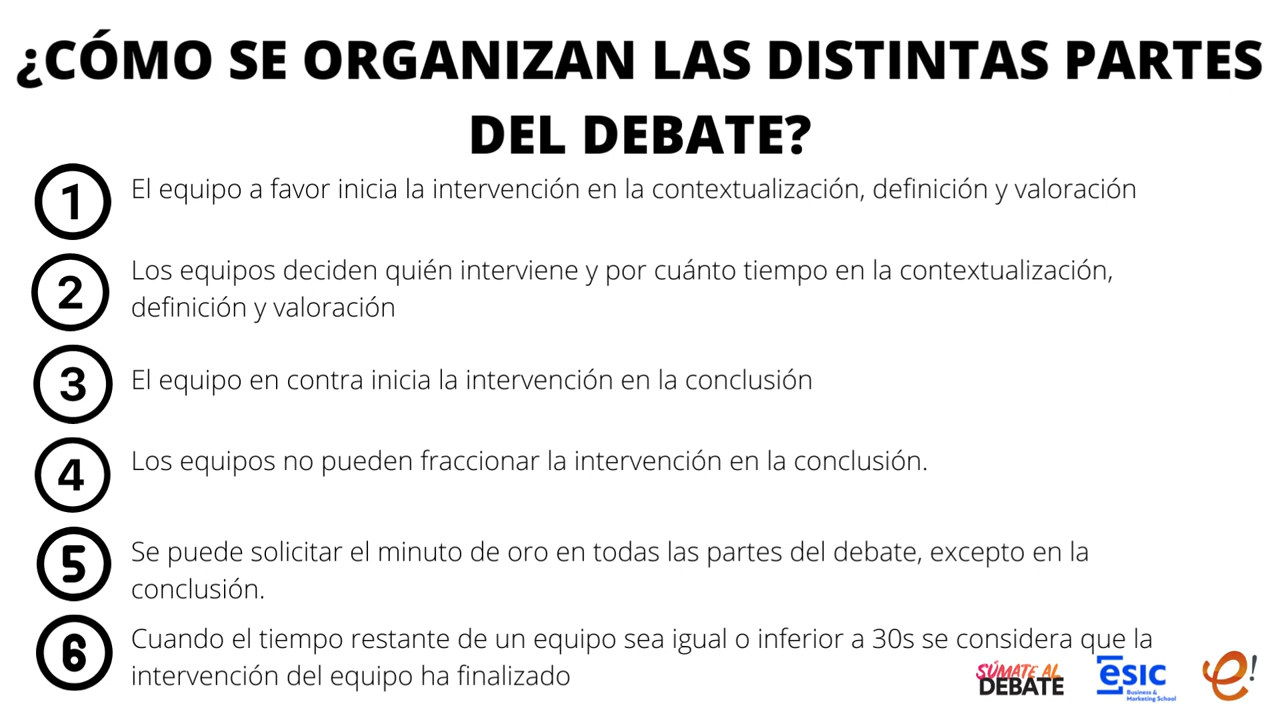 ¿CÓMO SE ORGANIZAN LAS DISTINTAS PARTES
DEL DEBATE?
1
El equipo a favor inicia la intervención en la contextualización, definición y valoración
2
Los equipos deciden quién interviene y por cuánto tiempo en la contextualización,
definición y valoración
3
El equipo en contra inicia la intervención en la conclusión
4
Los equipos no pueden fraccionar la intervención en la conclusión.
5
Se puede solicitar el minuto de oro en todas las partes del debate, excepto en la
conclusión.
6
Cuando el tiempo restante de un equipo sea igual o inferior a 30s se considera que la
intervención del equipo ha finalizado
SÚMATE AL
DEBATE
esic
Business &
Marketing School
e!